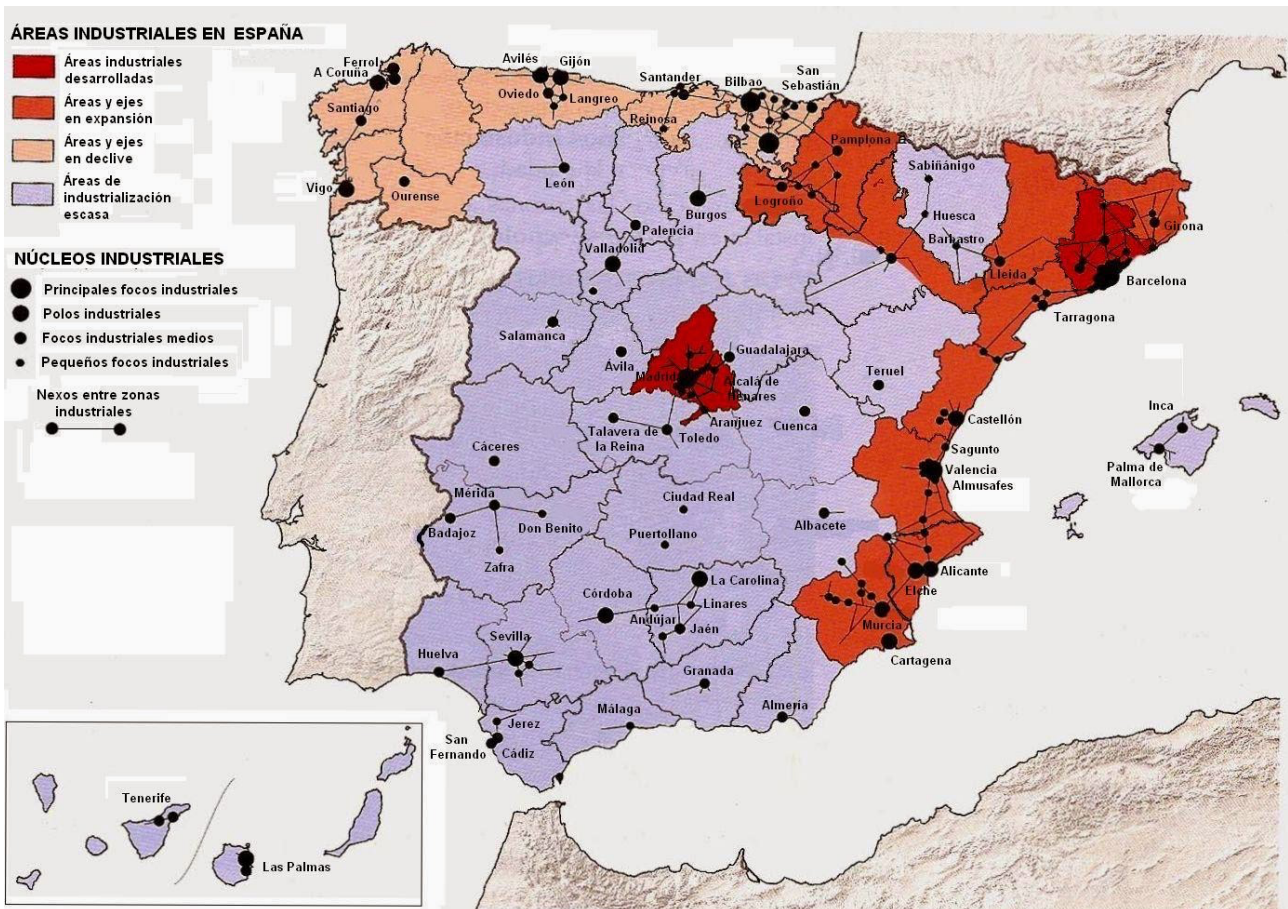 ÁREAS INDUSTRIALES EN ESPAÑA
Áreas industriales
desarrolladas
Áreas y ejes
en expansión
Áreas y ejes
en declive
Áreas de
industrialización
escasa
NÚCLEOS INDUSTRIALES
Principales focos industriales
Polos industriales
Focos industriales medios
Pequeños focos industriales
Nexos entre zonas
industriales
Ferrol
A Coruña
Santiago
Vigo
Ourense
Avilés
Gijón
Oviedo
Langreo
Santander
Reinosa
Bilbao
San
Sebastián
Pamplona
Logroño
León
Burgos
Palencia
Valladolid
Sabiñánigo
Huesca
Barbastro
Lleida
Girona
Barcelona
Tarragona
Salamanca
Ávila
Madrid
Guadalajara
Alcalá de
Henares
Aranjuez
Teruel
Cuenca
Talavera de
la Reina
Toledo
Castellón
Sagunto
Valencia
Almusafes
Inca
Palma de
Mallorca
Cáceres
Mérida
Badajoz
Don Benito
Zafra
Ciudad Real
Puertollano
Albacete
Alicante
Elche
Murcia
Cartagena
La Carolina
Córdoba
Linares
Andújar
Jaén
Sevilla
Huelva
Granada
Almería
Málaga
Jerez
San
Fernando
Cádiz
Tenerife
Las Palmas